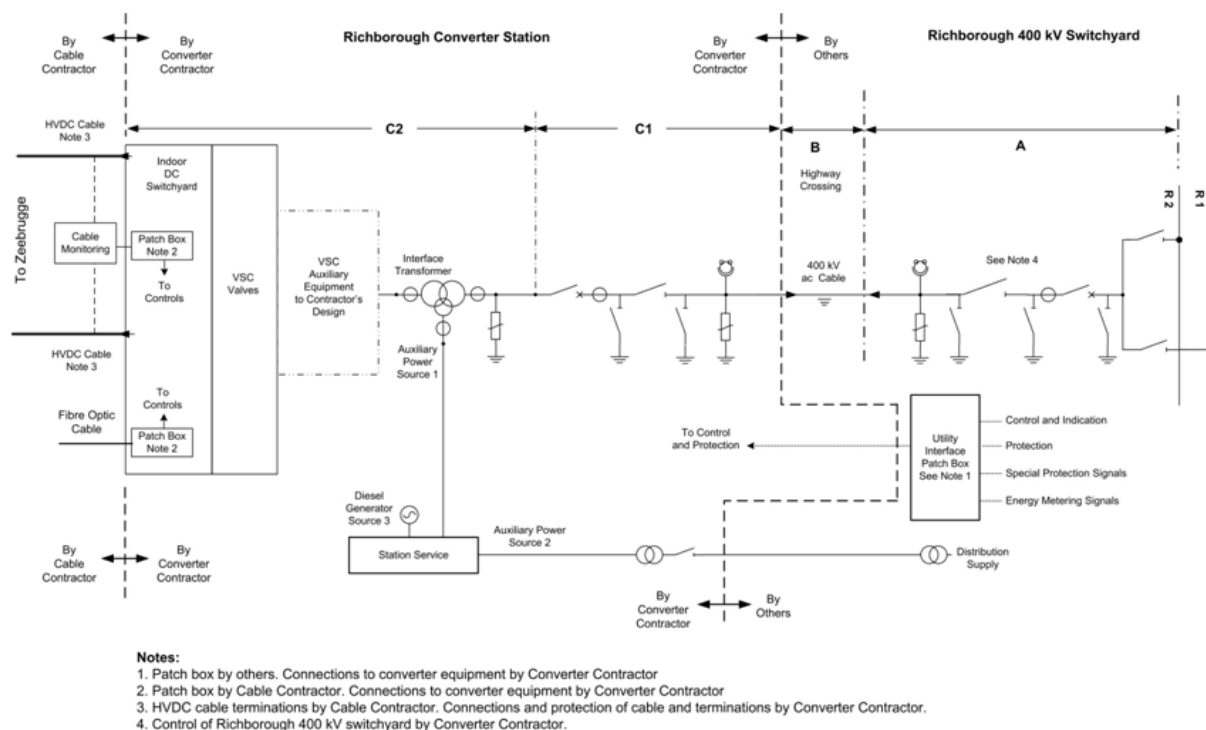 By
Cable
Contractor
By
Converter
Contractor
Richborough Converter Station
By
Converter
Contractor
By
Others
Richborough 400 kV Switchyard
HVDC Cable
Note 3
C2
C1
B
A
Highway
Crossing
R 2
R 1
To Zeebrugge
Indoor
DC
Switchyard
Cable
Monitoring
Patch Box
Note 2
To
Controls
VSC
Valves
VSC
Auxiliary
Equipment
to Contractor's
Design
Interface
Transformer
400 kV
ac Cable
See Note 4
HVDC Cable
Note 3
Auxiliary
Power
Source 1
To
Controls
Fibre Optic
Cable
Patch Box
Note 2
To Control
and Protection
Utility
Interface
Patch Box
See Note 1
Control and Indication
Protection
Special Protection Signals
Energy Metering Signals
Diesel
Generator
Source 3
Station Service
Auxiliary Power
Source 2
Distribution
Supply
By
Cable
Contractor
By
Converter
Contractor
By
Converter
Contractor
By
Others
Notes:
1. Patch box by others. Connections to converter equipment by Converter Contractor
2. Patch box by Cable Contractor. Connections to converter equipment by Converter Contractor
3. HVDC cable terminations by Cable Contractor. Connections and protection of cable and terminations by Converter Contractor.
4. Control of Richborough 400 kV switchyard by Converter Contractor.